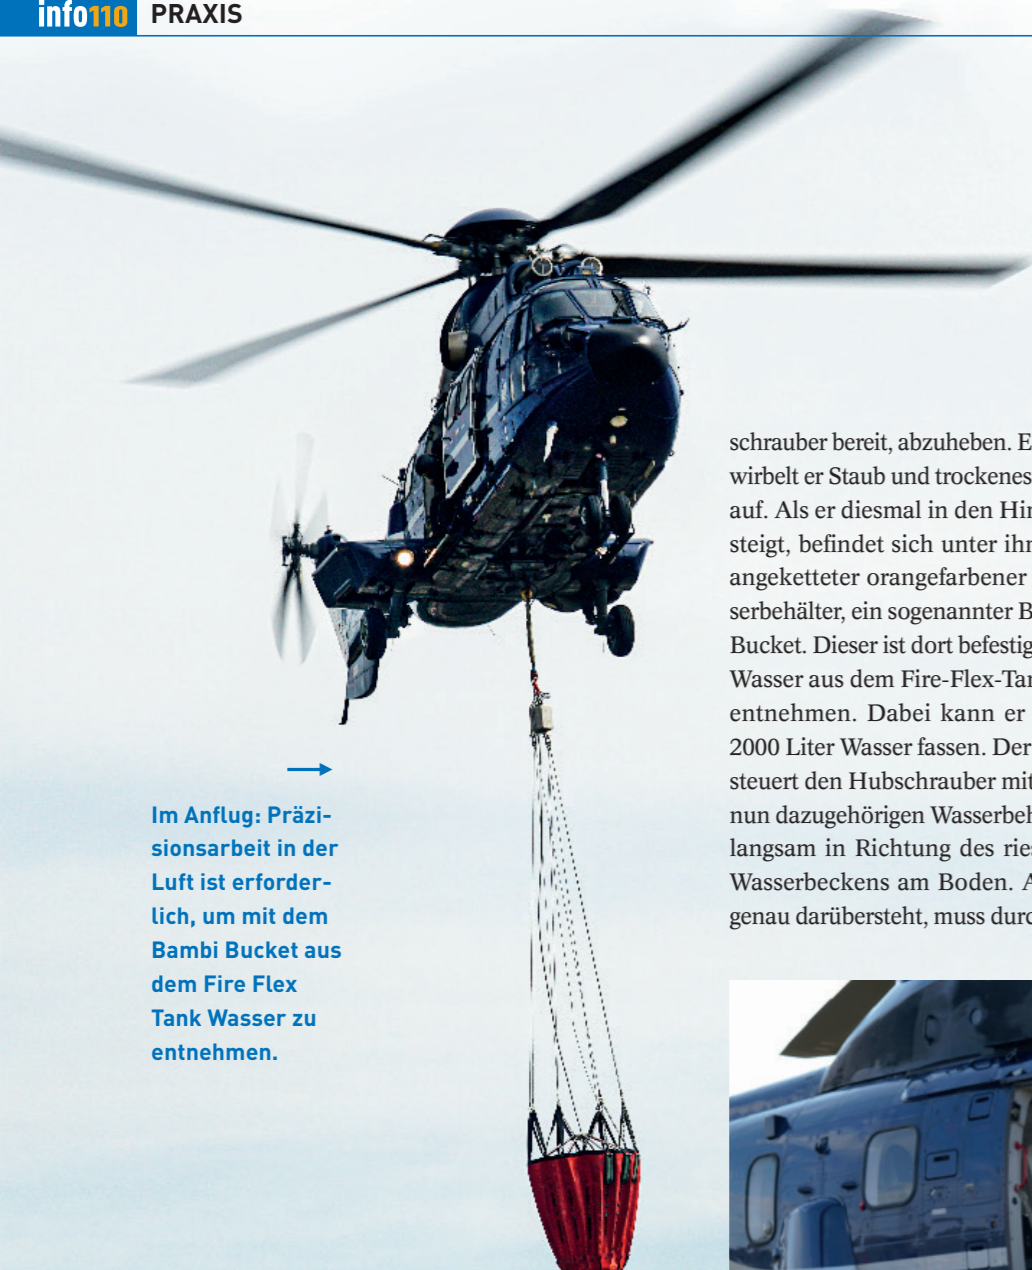 info110 PRAXIS
Im Anflug: Präzi-
sionsarbeit in der
Luft ist erforder-
lich, um mit dem
Bambi Bucket aus
dem Fire Flex
Tank Wasser zu
entnehmen.
schrauber bereit, abzuheben. E
wirbelt er Staub und trockenes
auf. Als er diesmal in den Hi
steigt, befindet sich unter ih
angeketteter orangefarbener
serbehälter, ein sogenannter B
Bucket. Dieser ist dort befestig
Wasser aus dem Fire-Flex-Ta
entnehmen. Dabei kann er
2000 Liter Wasser fassen. Der
steuert den Hubschrauber mit
nun dazugehörigen Wasserbeh
langsam in Richtung des ries
Wasserbeckens am Boden. A
genau darübersteht, muss durc